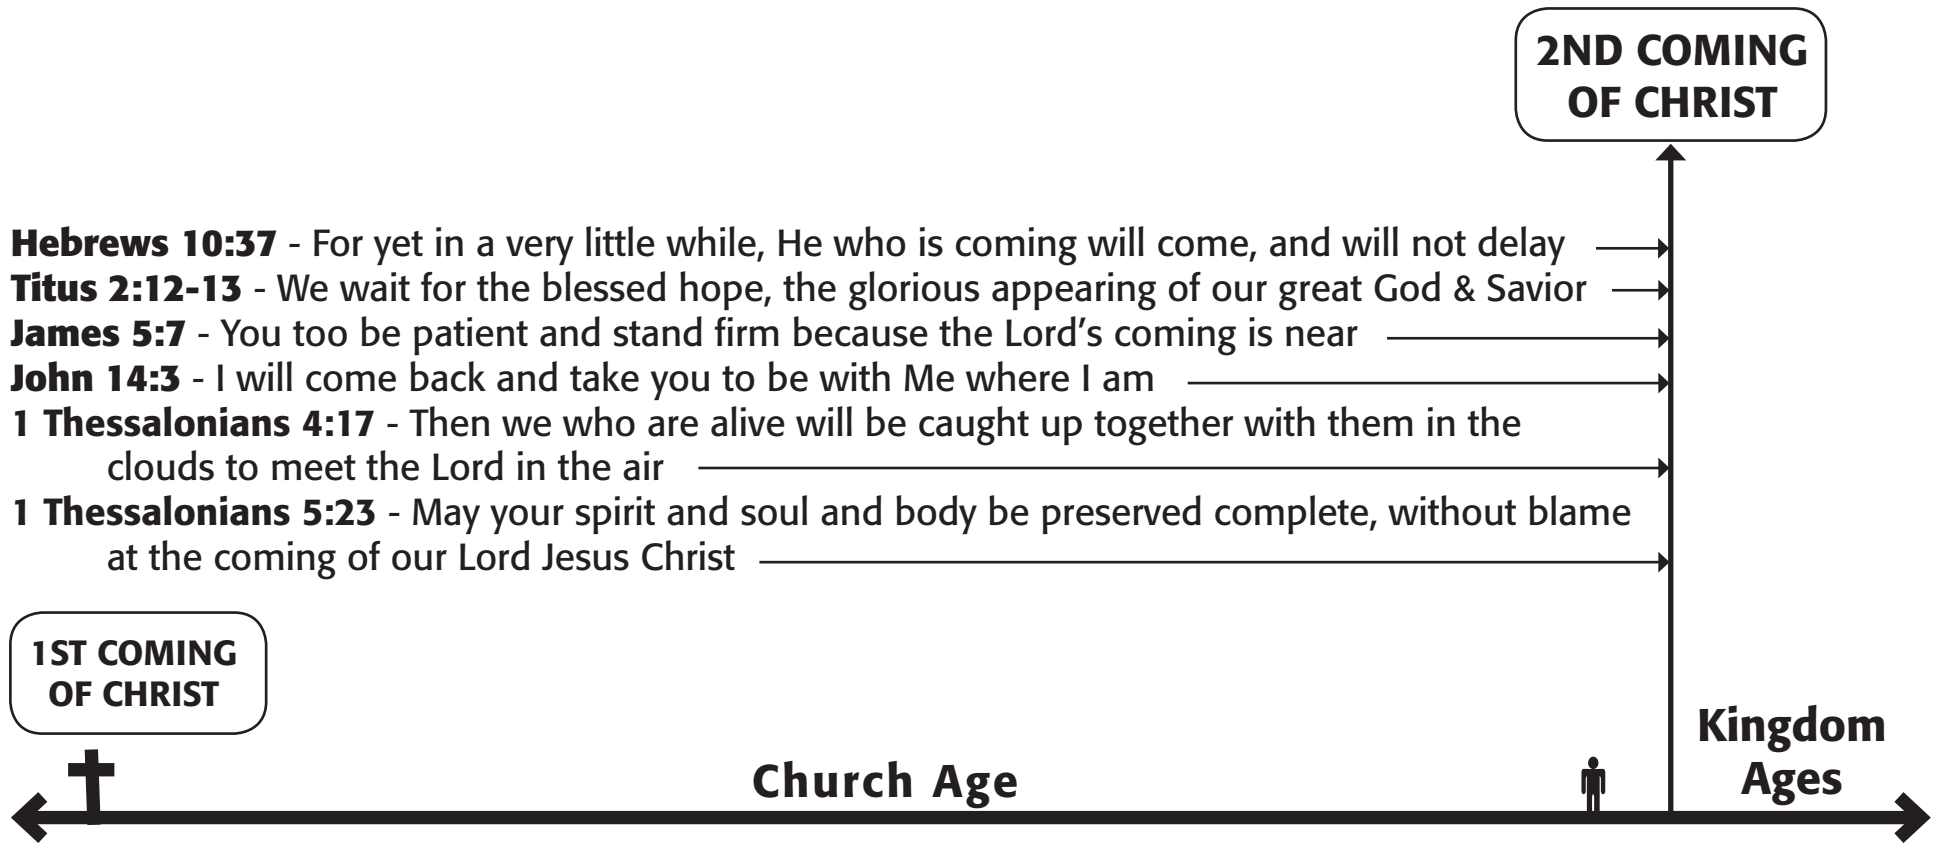 2ND COMING
OF CHRIST
Hebrews 10:37 - For yet in a very little while, He who is coming will come, and will not delay
Titus 2:12-13 - We wait for the blessed hope, the glorious appearing of our great God & Savior
James 5:7 - You too be patient and stand firm because the Lord’s coming is near
John 14:3 - I will come back and take you to be with Me where I am
1 Thessalonians 4:17 - Then we who are alive will be caught up together with them in the
clouds to meet the Lord in the air
1 Thessalonians 5:23 - May your spirit and soul and body be preserved complete, without blame
at the coming of our Lord Jesus Christ
1ST COMING
OF CHRIST
Church Age
Kingdom
Ages